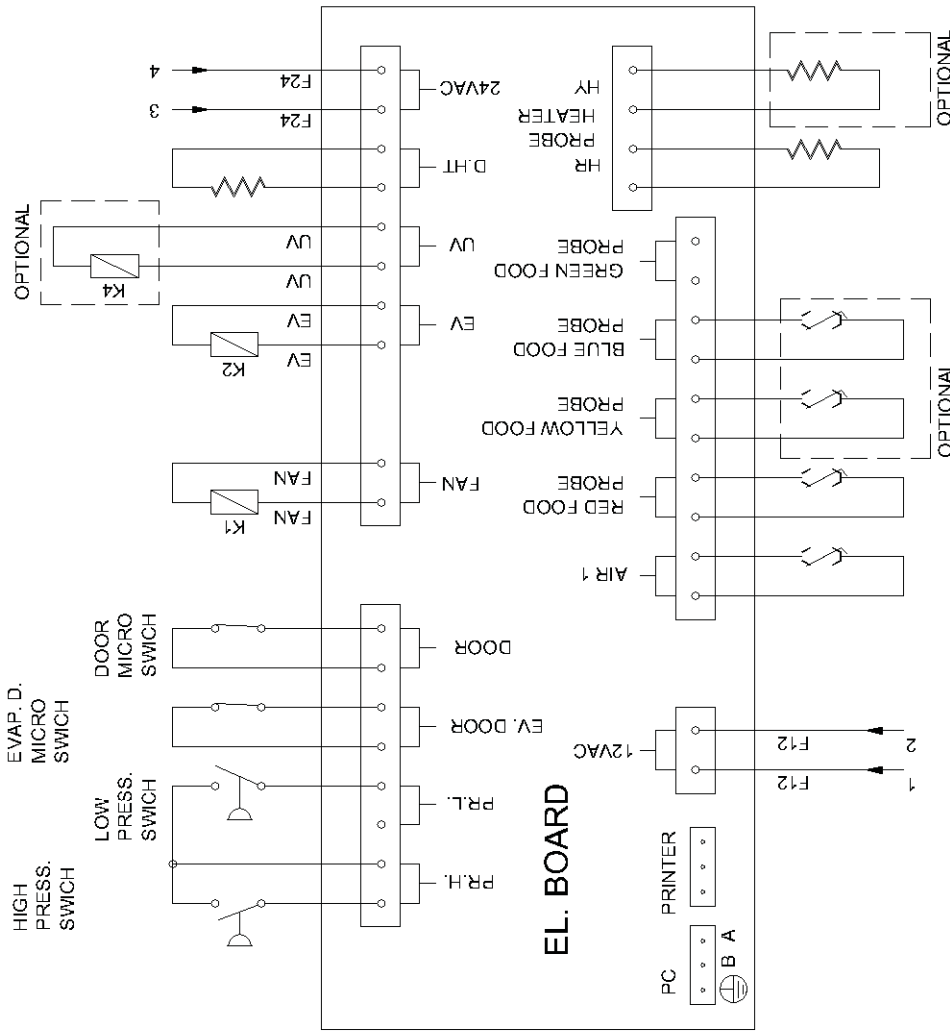 OPTIONAL
4
F24
3
F24
24VAC
D.HT
UV
UV
K4
UV
EV
K2
EV
EV
FAN
K1
FAN
FAN
DOOR
MICRO
SWICH
DOOR
EVAP. D.
MICRO
SWICH
EV. DOOR
LOW
PRESS.
SWICH
PR.L.
HIGH
PRESS.
SWICH
PR.H.
EL. BOARD
HY
HEATER
PROBE
HR
OPTIONAL
GREEN FOOD
PROBE
BLUE FOOD
PROBE
YELLOW FOOD
PROBE
OPTIONAL
RED FOOD
PROBE
AIR 1
12VAC
F12
2
F12
1
PRINTER
PC
B A